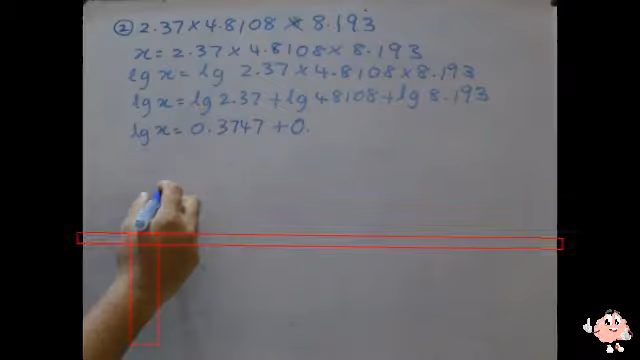 ② 2.37 × 4.8108 × 8.193
x = 2.37 × 4.8108 × 8.193
lg x = lg 2.37 × 4.8108 × 8.193
lg x = lg 2.37 + lg 4.8108 + lg 8.193
lg x = 0.3747 + 0.